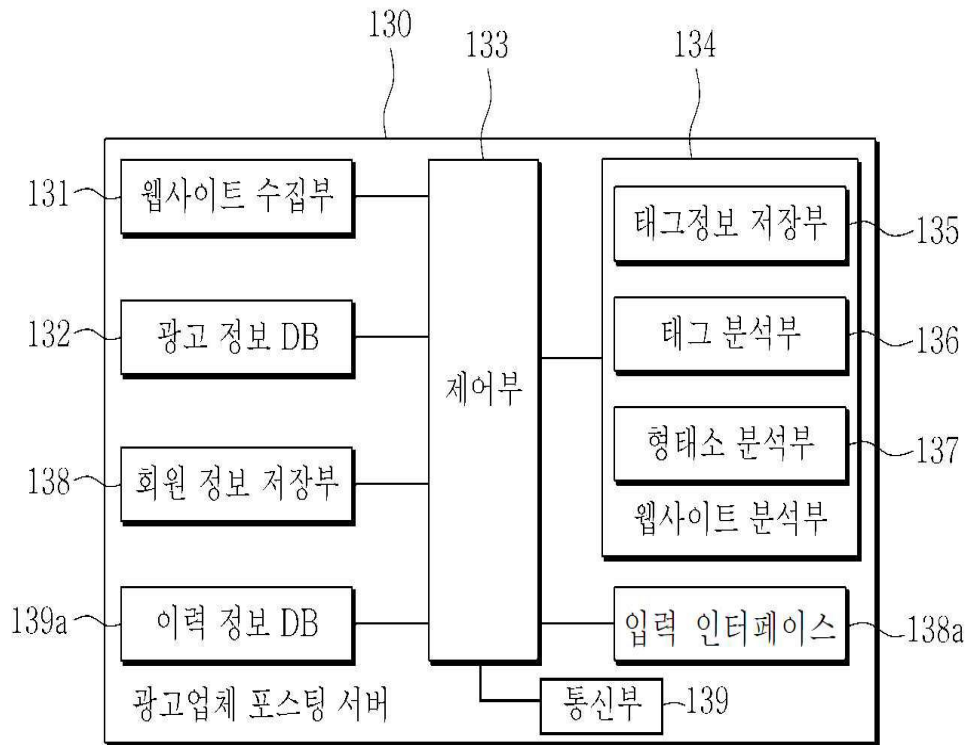 130
133
134
131
웹사이트 수집부
태그정보 저장부
135
132
광고 정보 DB
태그 분석부
136
제어부
138
회원 정보 저장부
형태소 분석부
137
웹사이트 분석부
139a
이력 정보 DB
입력 인터페이스
138a
광고업체 포스팅 서버
통신부
139